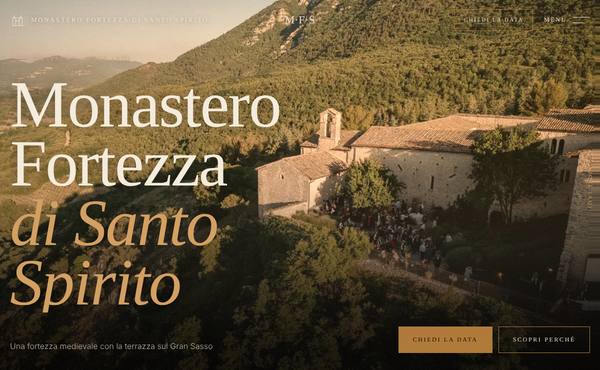 MONASTERO FORTEZZA DI SANTO SPIRITO
M·F·S
CHIEDI LA DATA
MENU
Monastero
Fortezza
di Santo
Spirito
Una fortezza medievale con la terrazza sul Gran Sasso
CHIEDI LA DATA
SCOPRI PERCHÉ